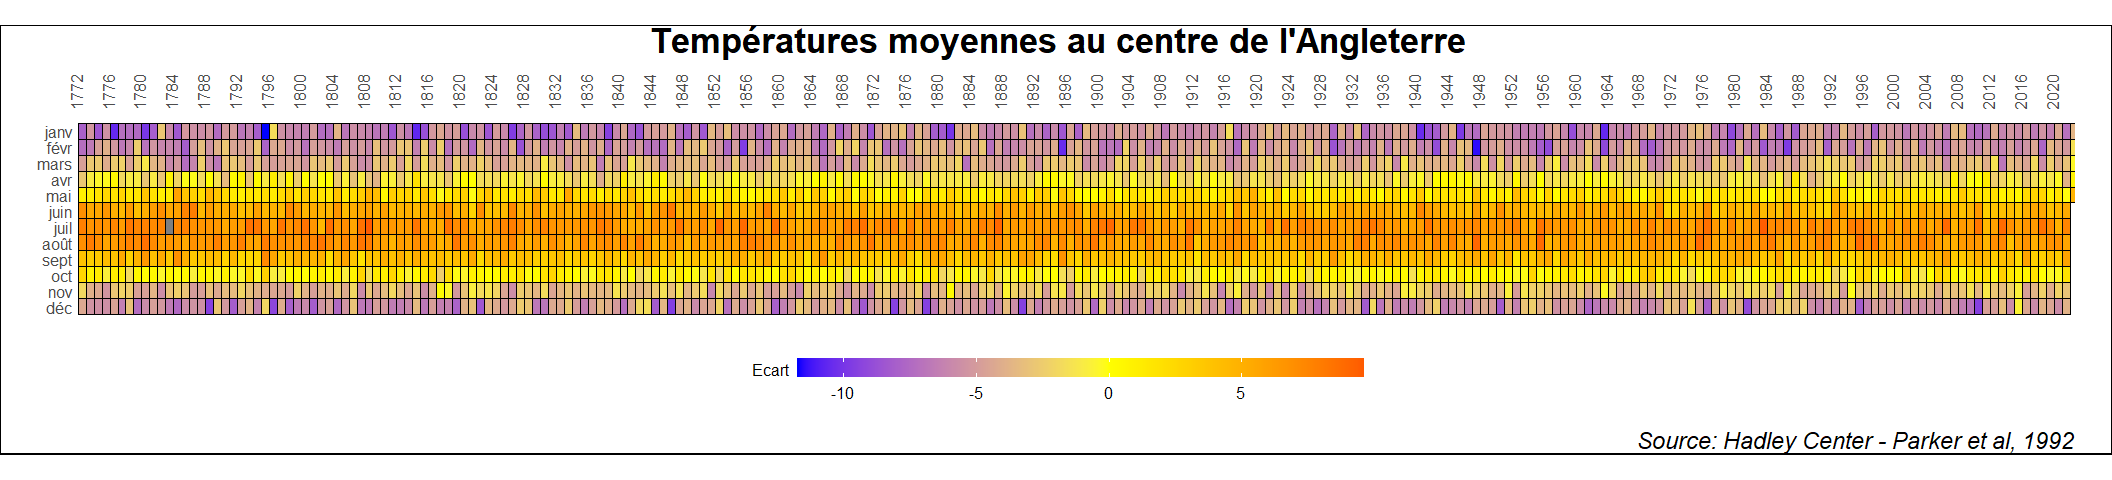 Températures moyennes au centre de l'Angleterre
1772 1776 1780 1784 1788 1792 1796 1800 1804 1808 1812 1816 1820 1824 1828 1832 1836 1840 1844 1848 1852 1856 1860 1864 1868 1872 1876 1880 1884 1888 1892 1896 1900 1904 1908 1912 1916 1920 1924 1928 1932 1936 1940 1944 1948 1952 1956 1960 1964 1968 1972 1976 1980 1984 1988 1992 1996 2000 2004 2008 2012 2016 2020
janv
févr
mars
avr
mai
juin
juil
août
sept
oct
nov
déc
Ecart
-10 -5 0 5
Source: Hadley Center - Parker et al, 1992